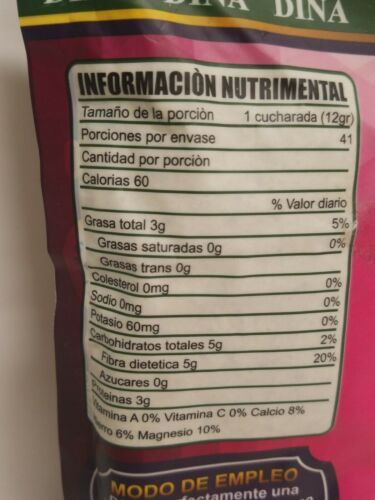 DINA DINA
INFORMACIÒN NUTRIMENTAL
Tamaño de la porciòn 1 cucharada (12gr)
Porciones por envase 41
Cantidad por porciòn
Calorias 60
% Valor diario
Grasa total 3g 5%
Grasas saturadas 0g 0%
Grasas trans 0g
Colesterol 0mg 0%
Sodio 0mg 0%
Potasio 60mg 0%
Carbohidratos totales 5g 2%
Fibra dietetica 5g 20%
Azucares 0g
Proteinas 3g
Vitamina A 0% Vitamina C 0% Calcio 8%
Hierro 6% Magnesio 10%
MODO DE EMPLEO
una